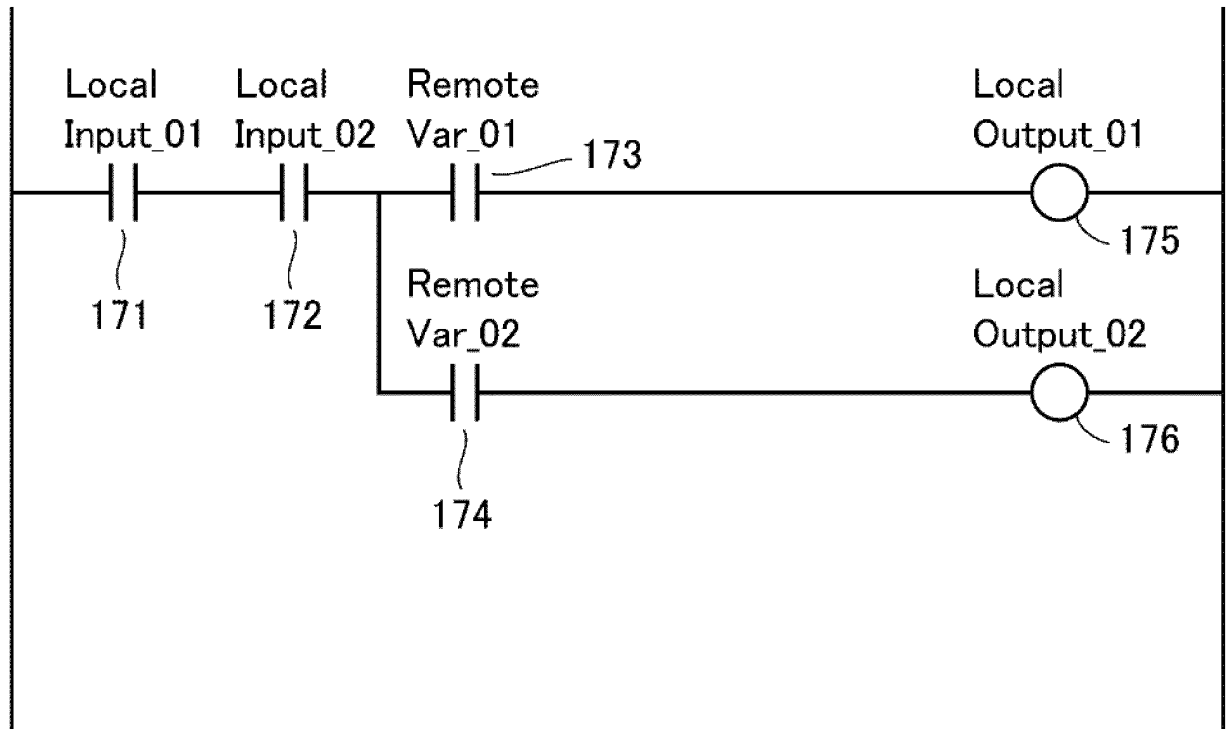 Local
Input_01
Local
Input_02
Remote
Var_01
173
Local
Output_01
175
171
172
Remote
Var_02
174
Local
Output_02
176